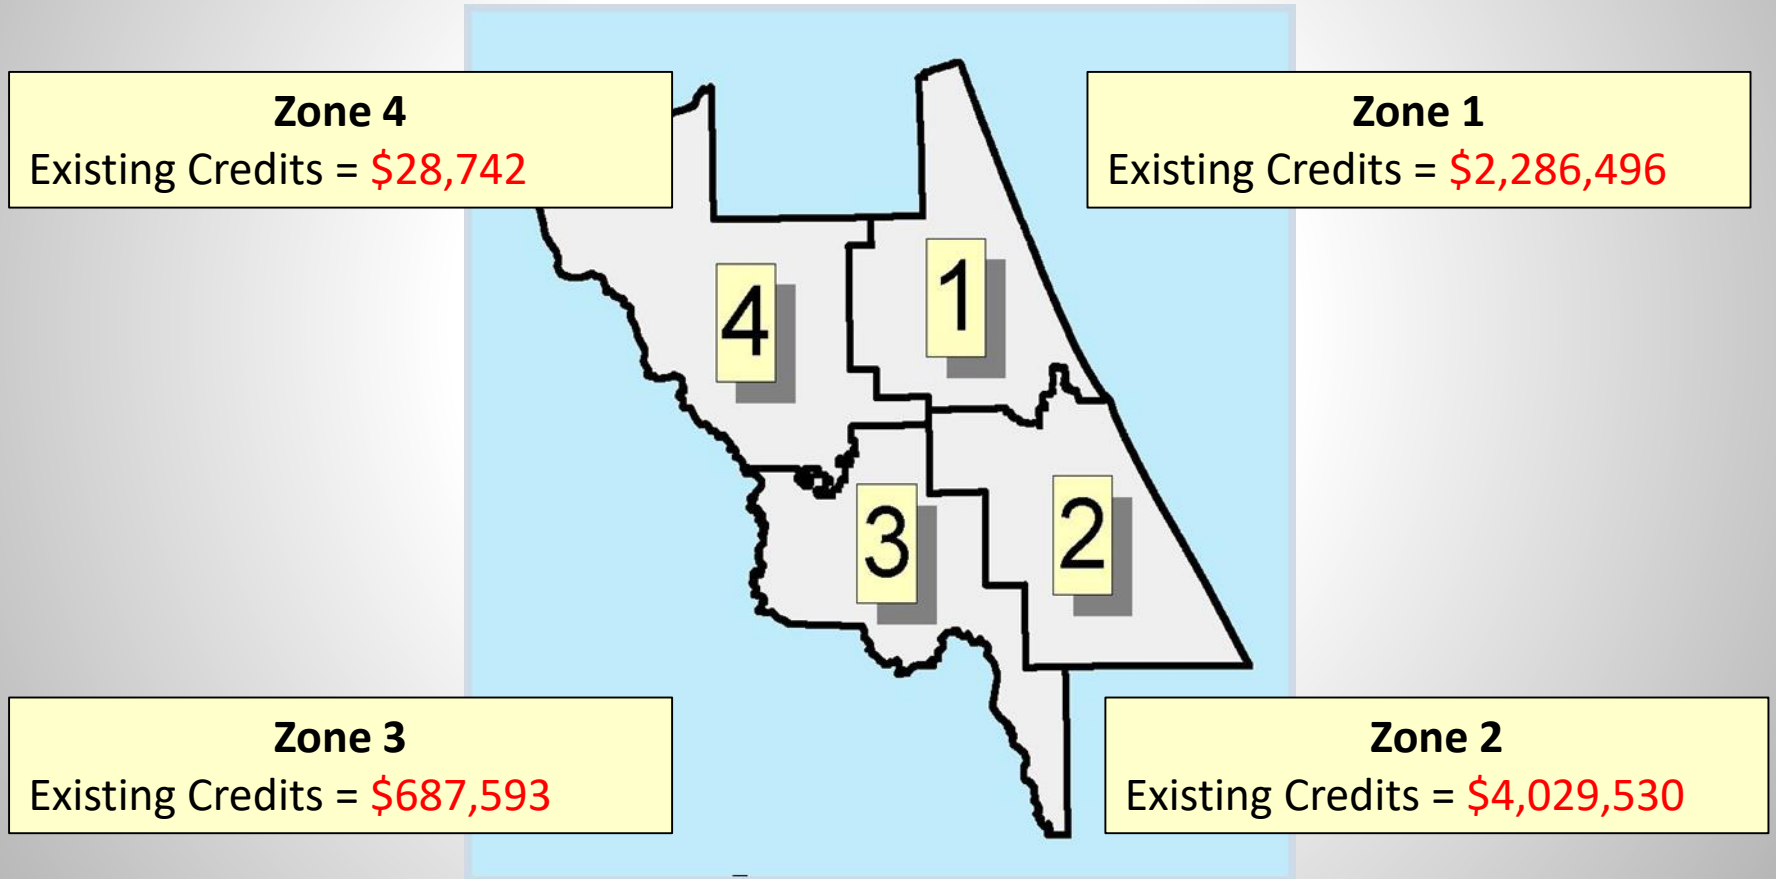 Zone 4
Existing Credits = $28,742
Zone 1
Existing Credits = $2,286,496
4
1
3
2
Zone 3
Existing Credits = $687,593
Zone 2
Existing Credits = $4,029,530